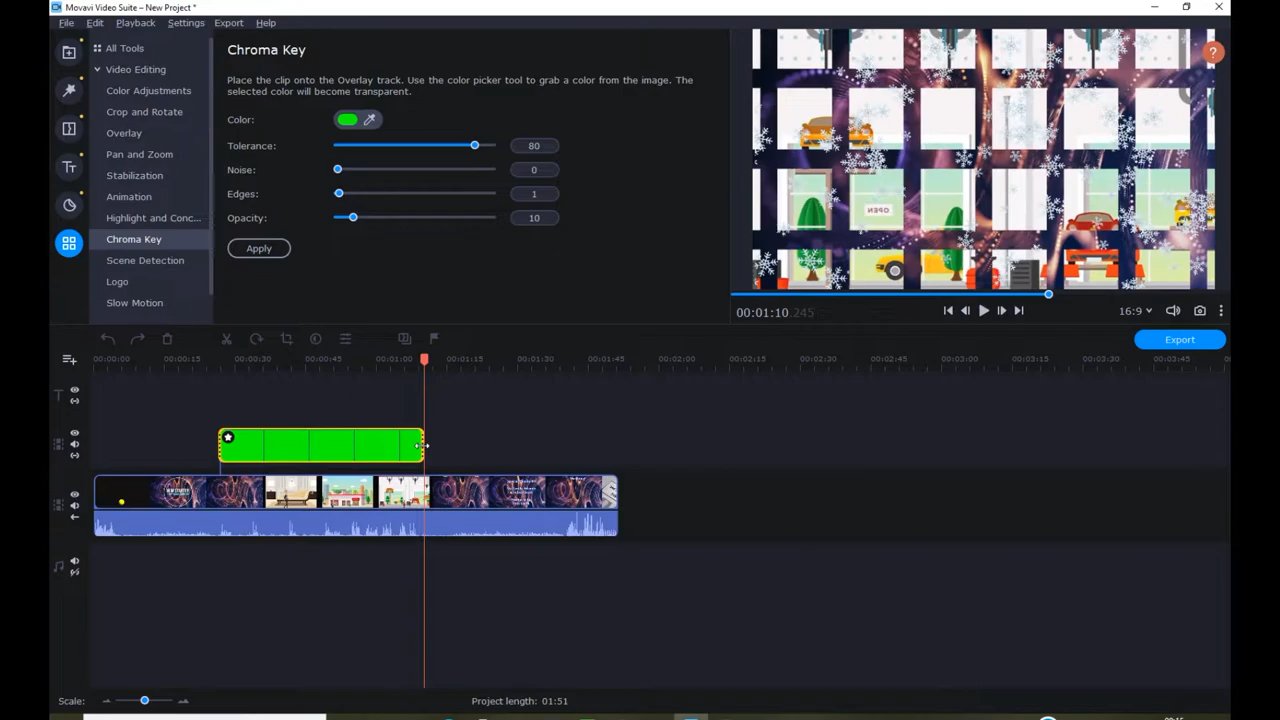 Movavi Video Suite – New Project *
File Edit Playback Settings Export Help
All Tools
Video Editing
Color Adjustments
Crop and Rotate
Overlay
Pan and Zoom
Stabilization
Animation
Highlight and Conc...
Chroma Key
Scene Detection
Logo
Slow Motion
Chroma Key
Place the clip onto the Overlay track. Use the color picker tool to grab a color from the image. The
selected color will become transparent.
Color:
Tolerance: 80
Noise: 0
Edges: 1
Opacity: 10
Apply
?
OPEN
00:01:10.245
16:9
Export
00:00:00 00:00:15 00:00:30 00:00:45 00:01:00 00:01:15 00:01:30 00:01:45 00:02:00 00:02:15 00:02:30 00:02:45 00:03:00 00:03:15 00:03:30 00:03:45
Scale:
Project length: 01:51